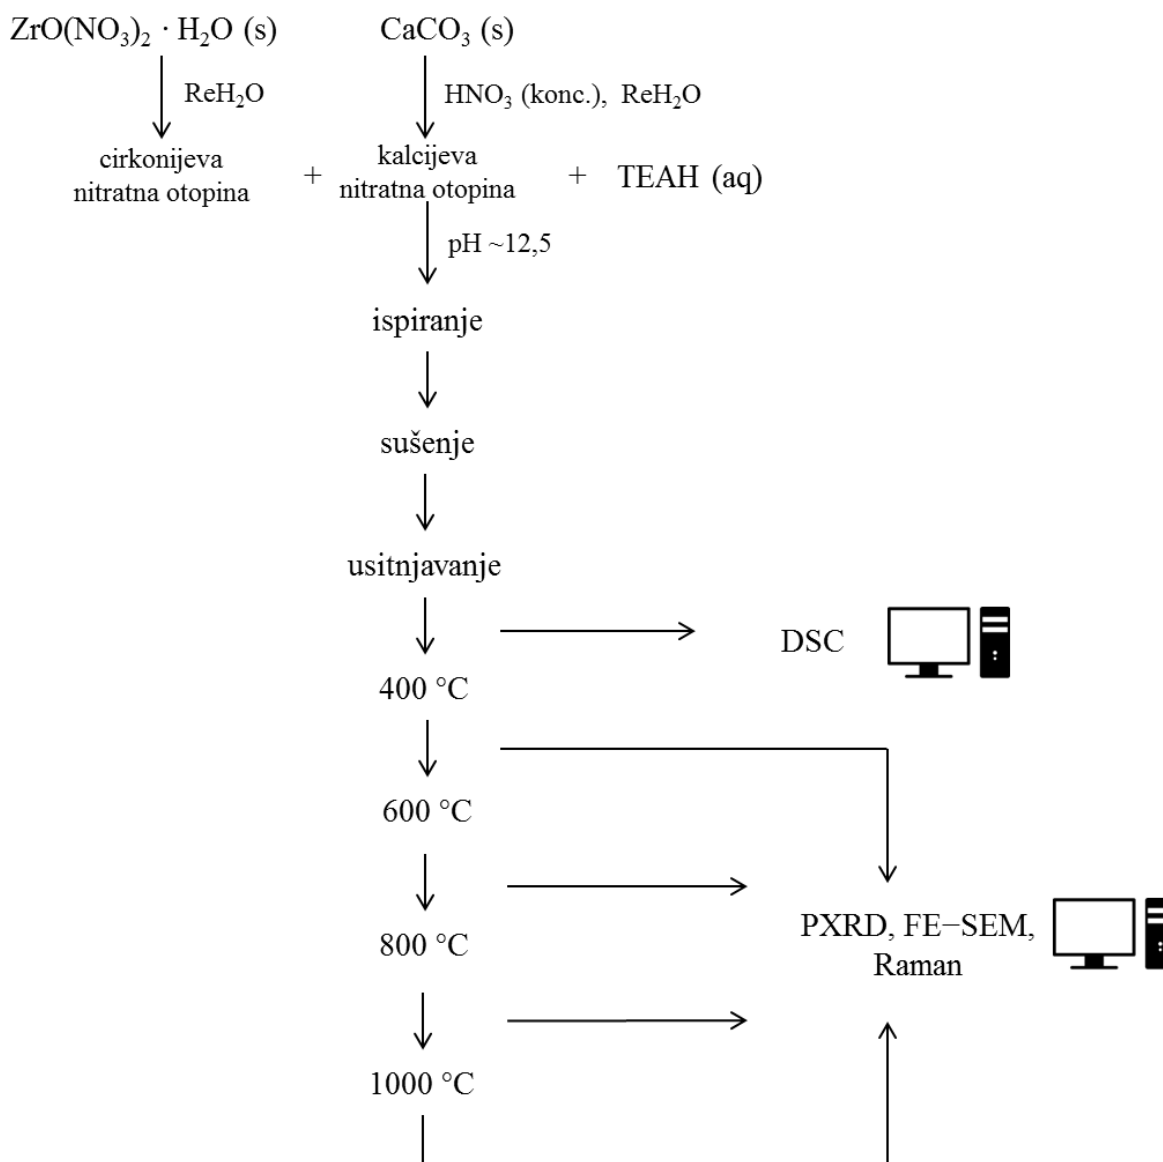 ZrO(NO₃)₂ · H₂O (s)
CaCO₃ (s)
ReH₂O
HNO₃ (konc.), ReH₂O
cirkonijeva
nitratna otopina
+
kalcijeva
nitratna otopina
+
TEAH (aq)
pH ~12,5
ispiranje
sušenje
usitnjavanje
DSC
400 °C
600 °C
PXRD, FE−SEM,
Raman
800 °C
1000 °C